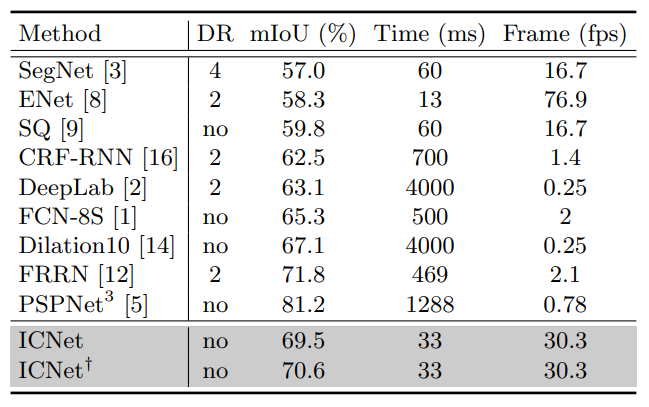 Method DR mIoU (%) Time (ms) Frame (fps)
SegNet [3] 4 57.0 60 16.7
ENet [8] 2 58.3 13 76.9
SQ [9] no 59.8 60 16.7
CRF-RNN [16] 2 62.5 700 1.4
DeepLab [2] 2 63.1 4000 0.25
FCN-8S [1] no 65.3 500 2
Dilation10 [14] no 67.1 4000 0.25
FRRN [12] 2 71.8 469 2.1
PSPNet³ [5] no 81.2 1288 0.78
ICNet no 69.5 33 30.3
ICNet† no 70.6 33 30.3